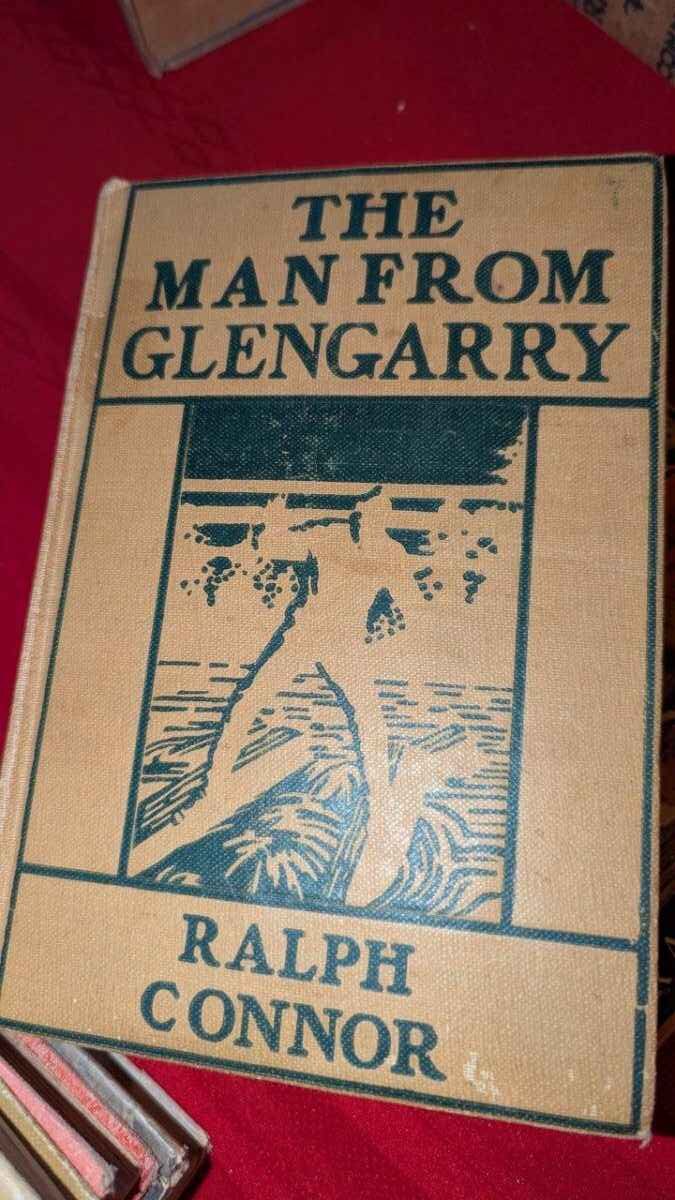 THE
MAN FROM
GLENGARRY
RALPH
CONNOR